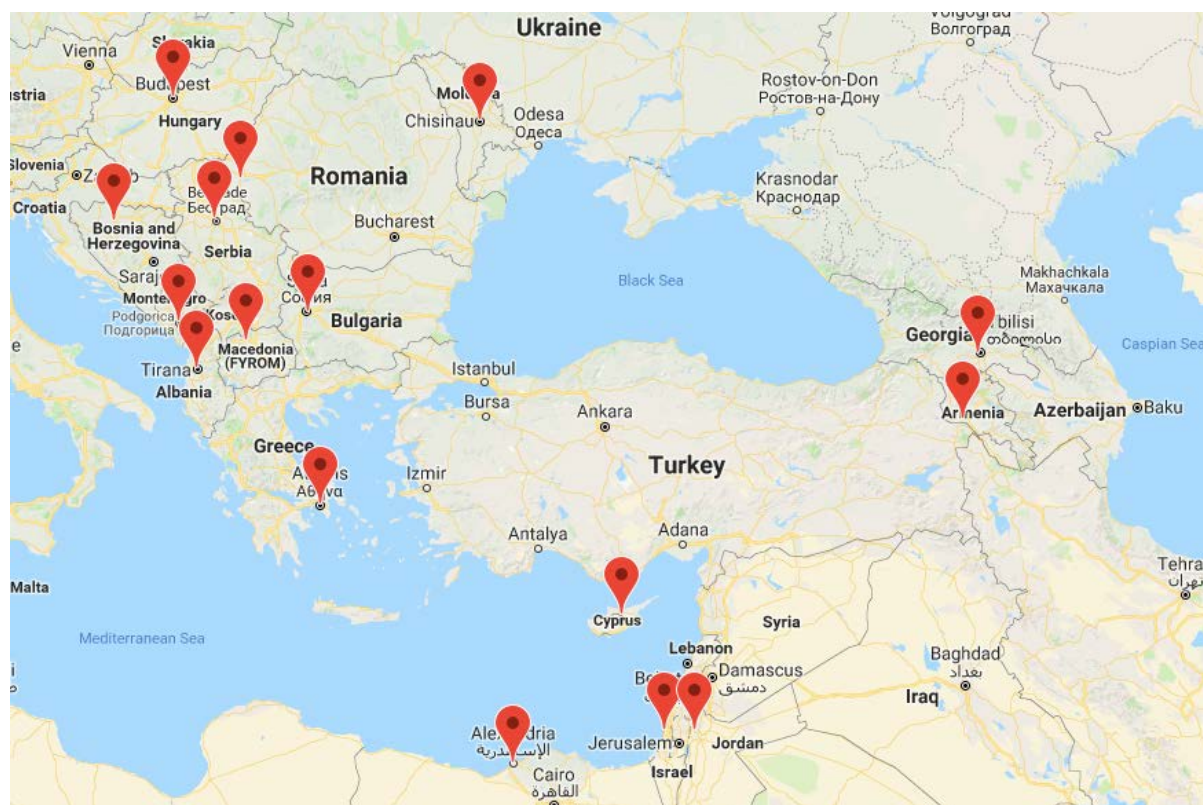 Ukraine
Волгоград
Vienna
Slovakia
Rostov-on-Don
Ростов-на-Дону
Budapest
ustria
Moldova
Hungary
Chisinau
Odesa
Одеса
Slovenia
Zagreb
Romania
Krasnodar
Краснодар
Belgrade
Београд
Croatia
Bosnia and
Herzegovina
Bucharest
Serbia
Black Sea
Makhachkala
Махачкала
Sofia
София
Montenegro
Podgorica
Подгорица
Bulgaria
Georgia
Tbilisi
თბილისი
Caspian Sea
Macedonia
(FYROM)
Tirana
Albania
Istanbul
Bursa
Ankara
Armenia
Azerbaijan
Baku
Greece
Turkey
Athens
Αθήνα
Izmir
Antalya
Adana
Malta
Tehra
تهران
Mediterranean Sea
Cyprus
Syria
Lebanon
Damascus
دمشق
Baghdad
بغداد
Iraq
Alexandria
الإسكندرية
Jerusalem
Jordan
Israel
Cairo
القاهرة